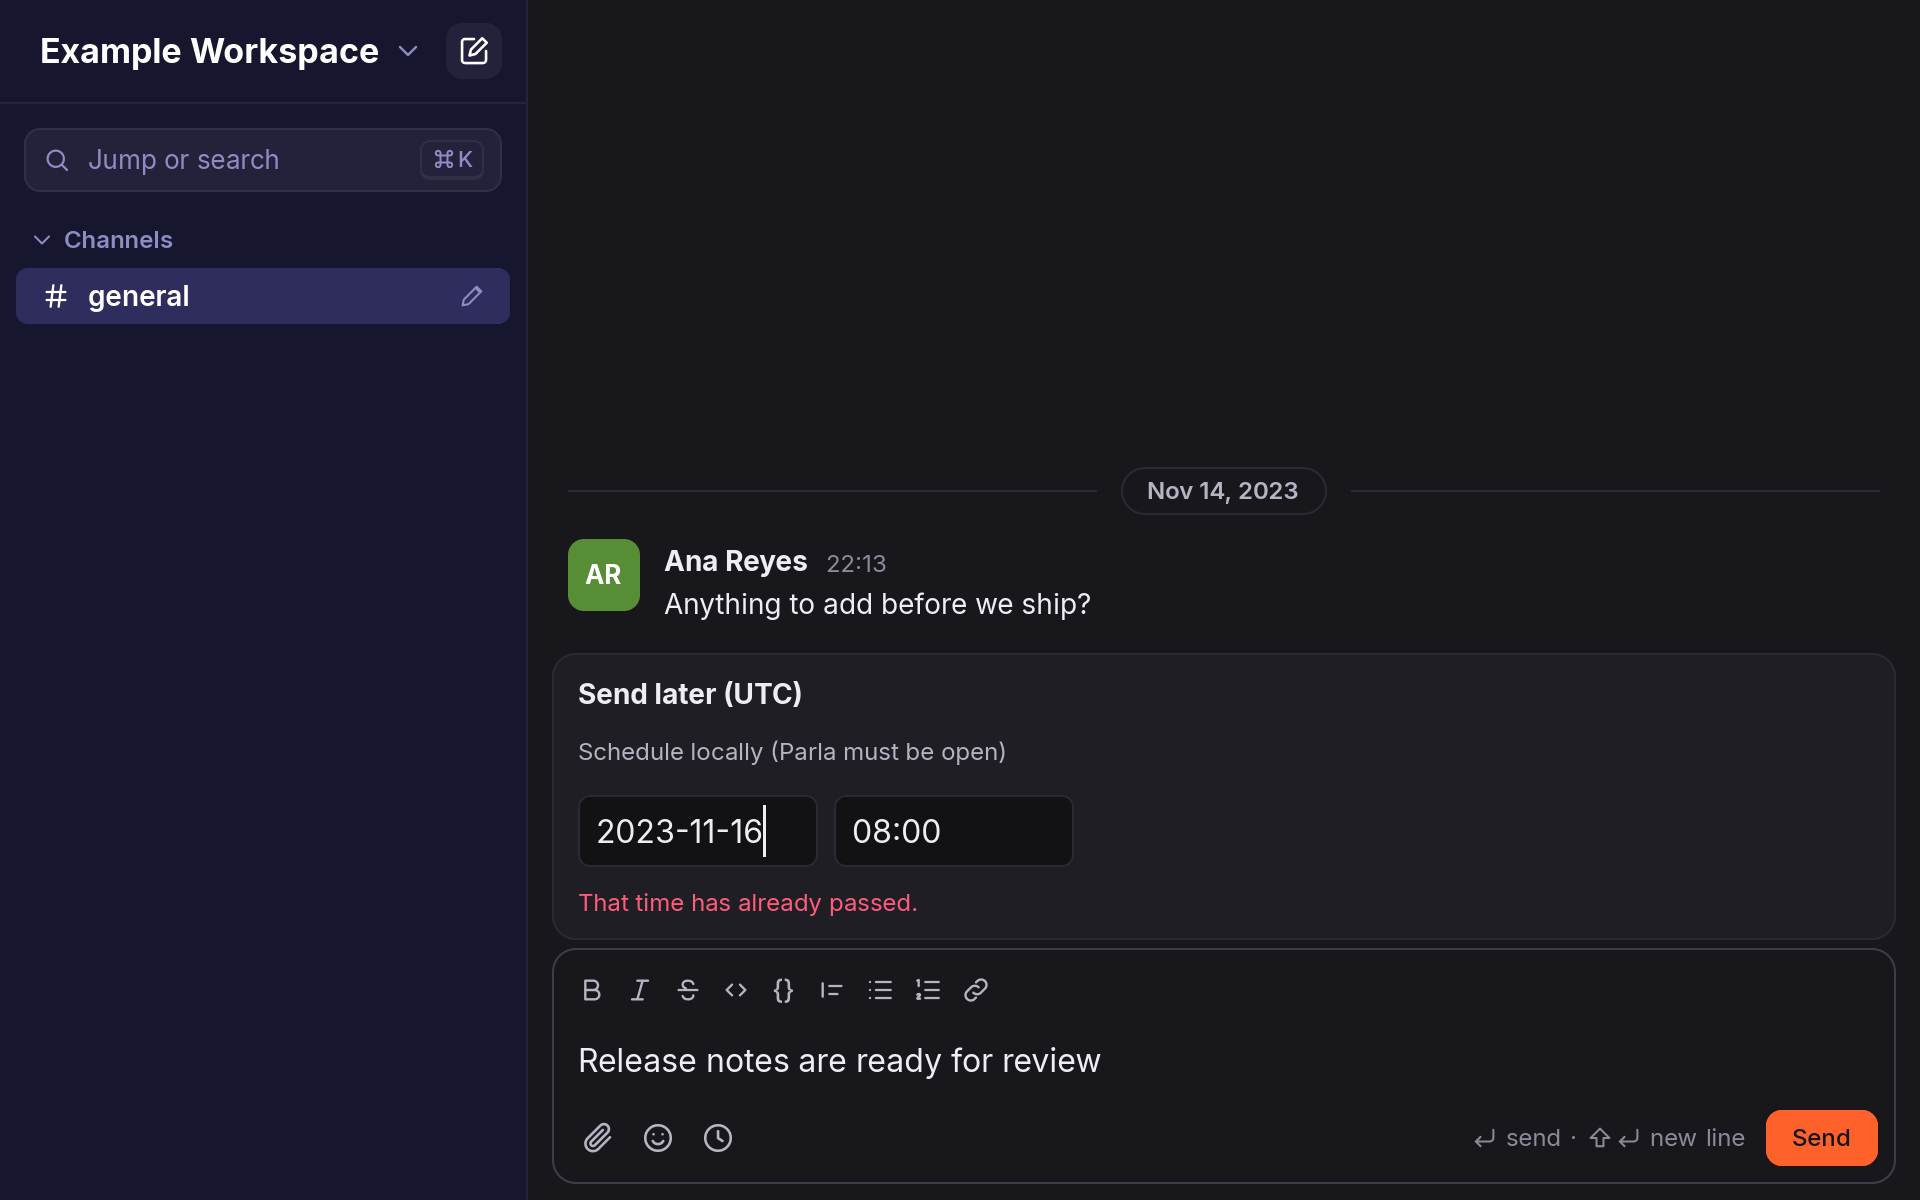 Example Workspace
Jump or search ⌘K
Channels
# general
Nov 14, 2023
AR
Ana Reyes 22:13
Anything to add before we ship?
Send later (UTC)
Schedule locally (Parla must be open)
2023-11-16 08:00
That time has already passed.
Release notes are ready for review
send · new line Send